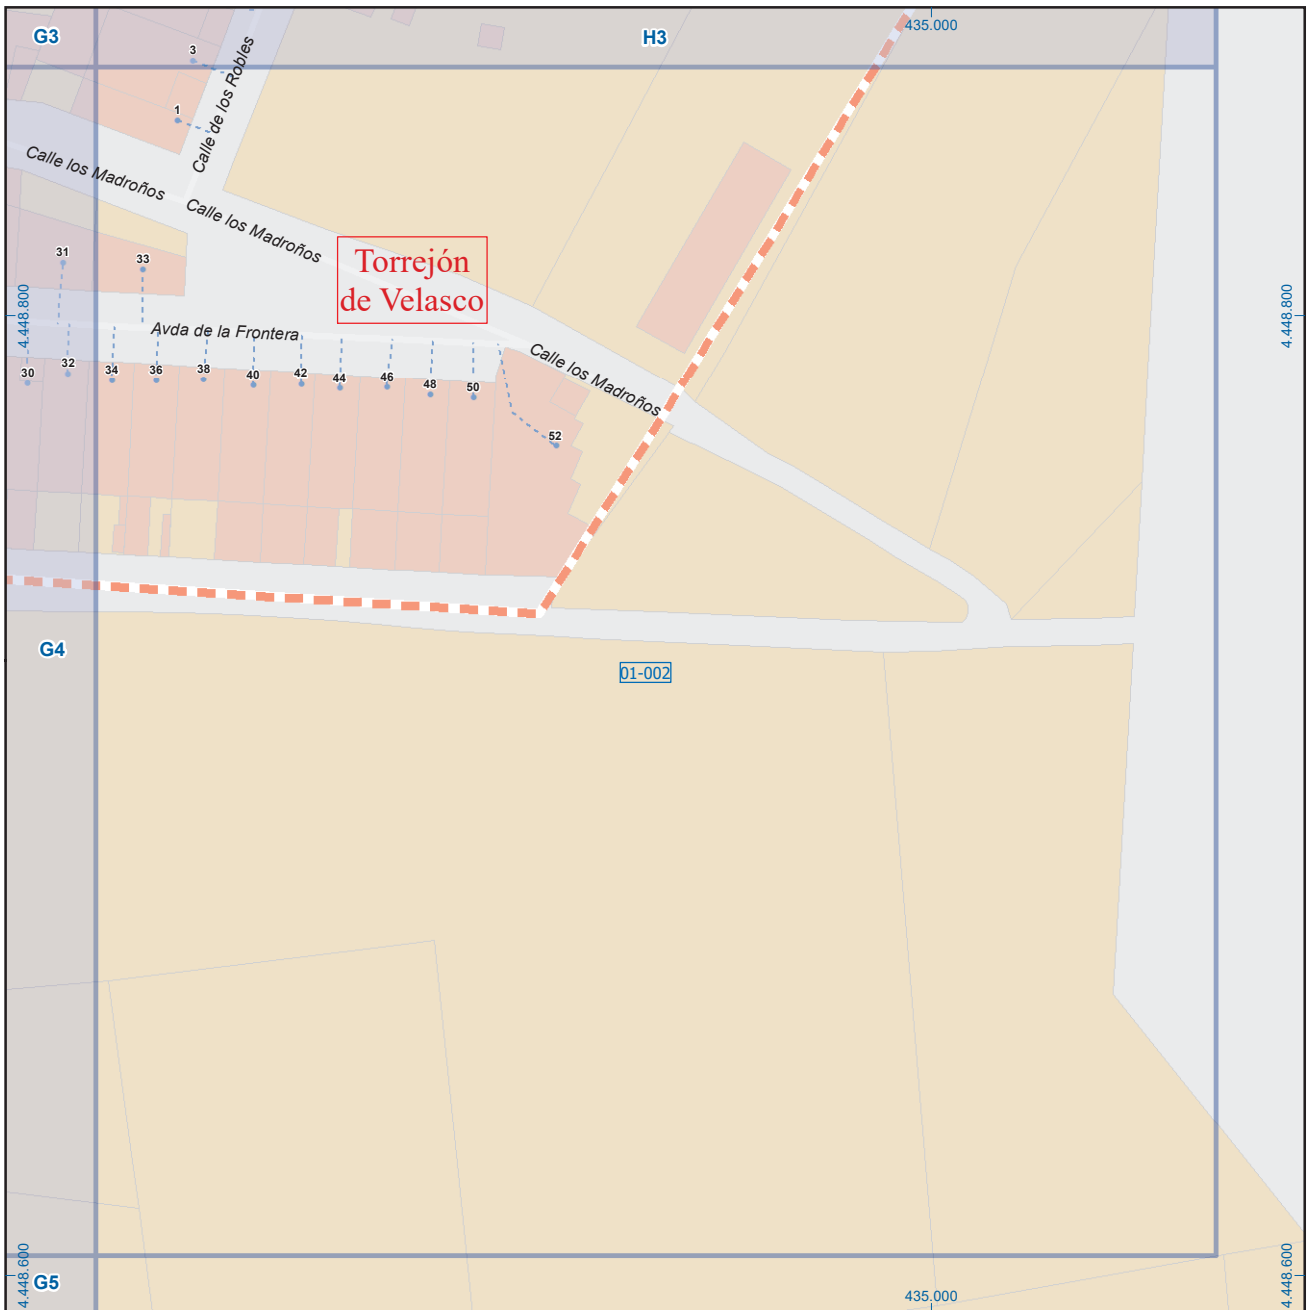 G3
H3
435.000
3
Calle de los Robles
1
Calle los Madroños
Calle los Madroños
31
33
Torrejón
de Velasco
4.448.800
4.448.800
Avda de la Frontera
Calle los Madroños
30
32
34
36
38
40
42
44
46
48
50
52
G4
01-002
4.448.600
G5
435.000
4.448.600